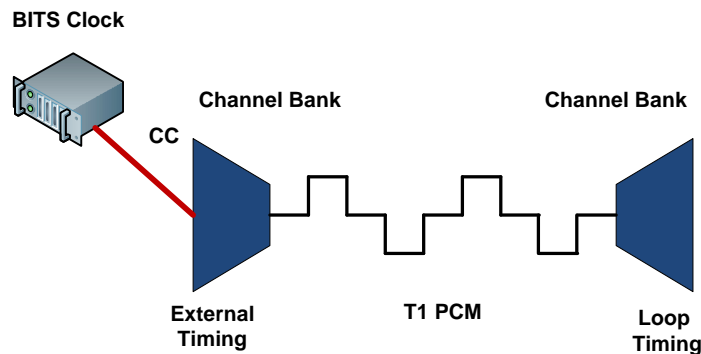 BITS Clock
Channel Bank
Channel Bank
CC
External
Timing
T1 PCM
Loop
Timing